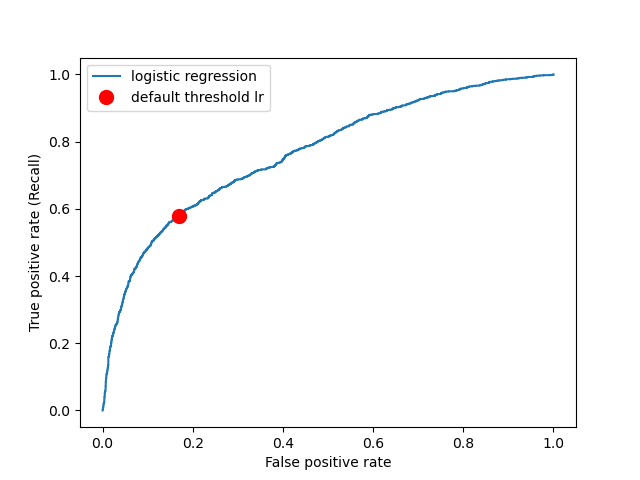 logistic regression
default threshold lr
1.0
0.8
0.6
0.4
0.2
0.0
True positive rate (Recall)
0.0 0.2 0.4 0.6 0.8 1.0
False positive rate